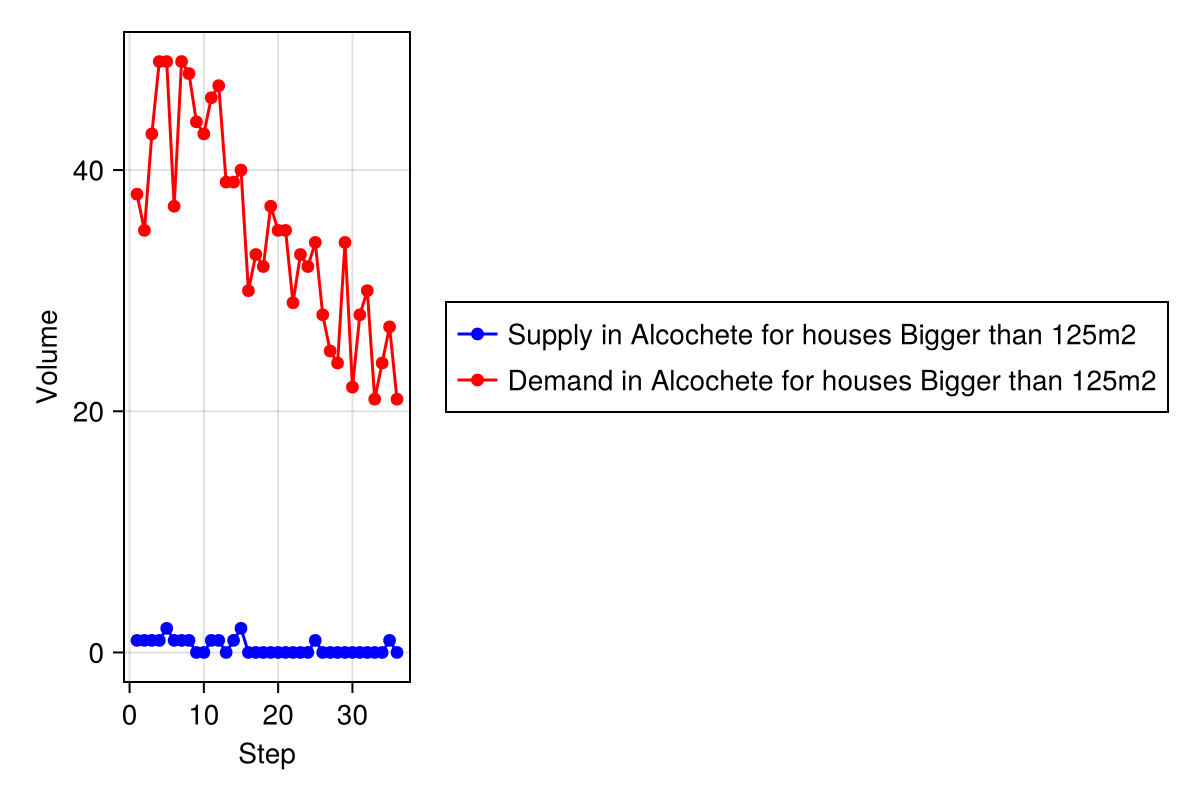 Volume
40
20
0
0 10 20 30
Step
Supply in Alcochete for houses Bigger than 125m2
Demand in Alcochete for houses Bigger than 125m2